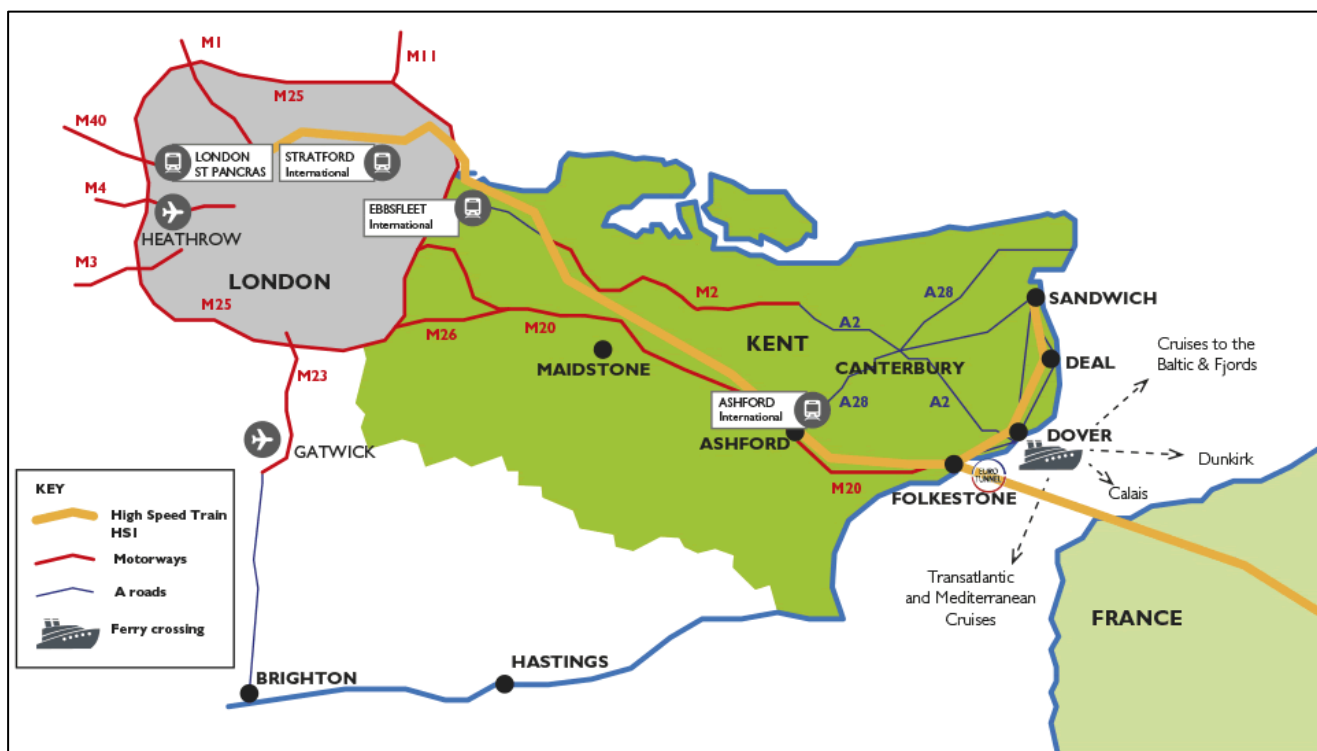 M1
M11
M25
M40
LONDON
ST PANCRAS
STRATFORD
International
M4
EBBSFLEET
International
HEATHROW
M3
LONDON
M25
M2
A28
SANDWICH
M26
M20
A2
KENT
MAIDSTONE
CANTERBURY
DEAL
Cruises to the
Baltic & Fjords
M23
ASHFORD
International
A28
A2
ASHFORD
DOVER
GATWICK
Dunkirk
M20
EURO
TUNNEL
Calais
FOLKESTONE
KEY
High Speed Train
HS1
Motorways
A roads
Ferry crossing
Transatlantic
and Mediterranean
Cruises
FRANCE
HASTINGS
BRIGHTON